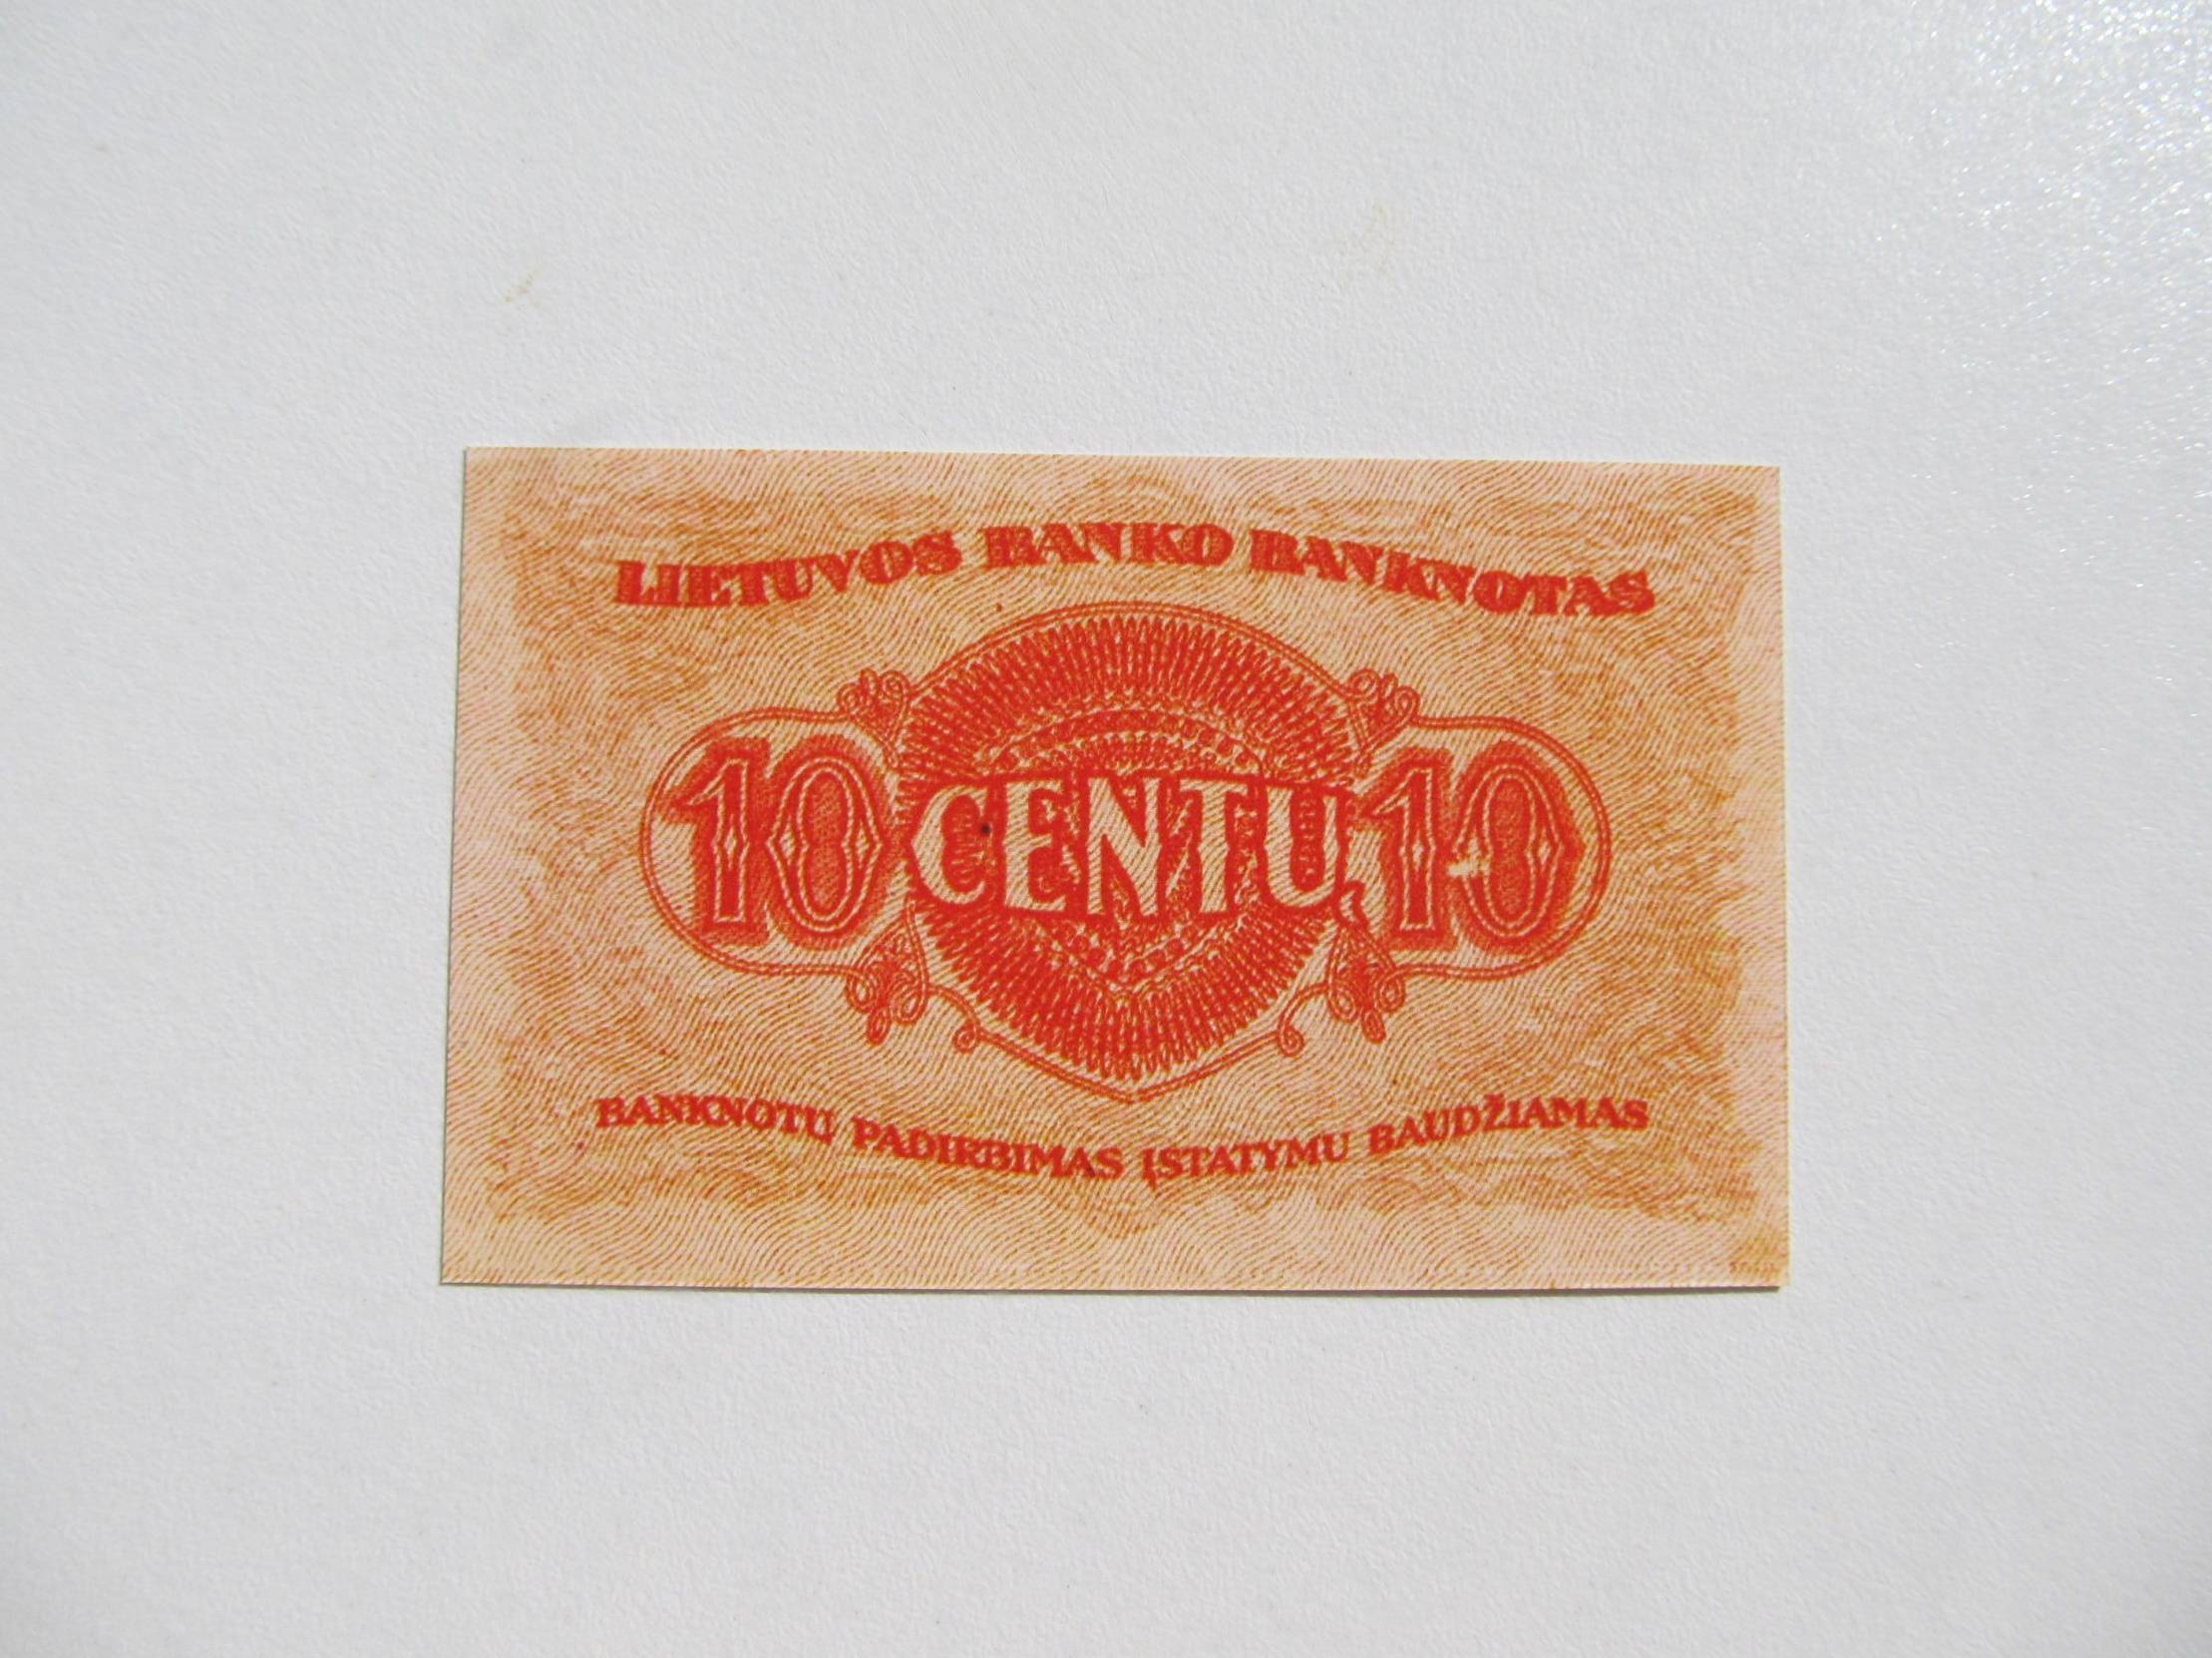 LIETUVOS BANKO BANKNOTAS
10 CENTŲ 10
BANKNOTŲ PADIRBIMAS ĮSTATYMU BAUDŽIAMAS